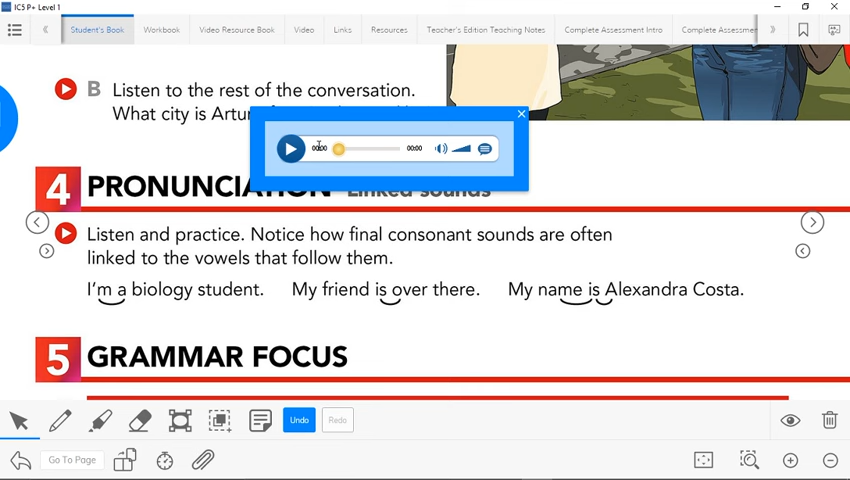 IC5 P+ Level 1
Student's Book Workbook Video Resource Book Video Links Resources Teacher's Edition Teaching Notes Complete Assessment Intro Complete Assessmen
B Listen to the rest of the conversation.
What city is Artur
00:00 00:00
4 PRONUNCIATION Linked sounds
Listen and practice. Notice how final consonant sounds are often
linked to the vowels that follow them.
I'm a biology student. My friend is over there. My name is Alexandra Costa.
5 GRAMMAR FOCUS
Undo Redo
Go To Page